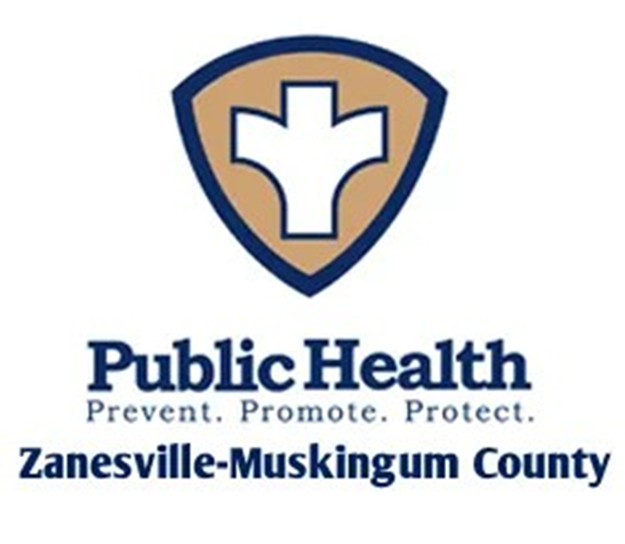 Public Health
Prevent. Promote. Protect.
Zanesville-Muskingum County